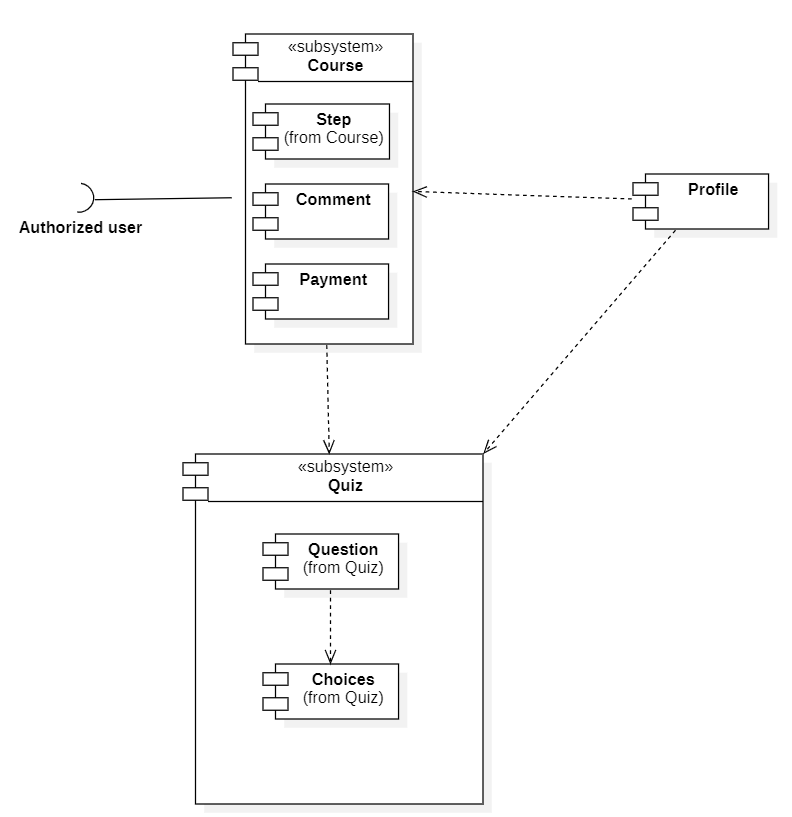 «subsystem»
Course
Step
(from Course)
Comment
Payment
Authorized user
Profile
«subsystem»
Quiz
Question
(from Quiz)
Choices
(from Quiz)